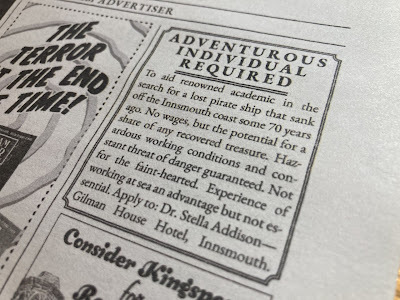 ADVERTISER
THE
TERROR
AT THE END
OF TIME!
ADVENTUROUS
INDIVIDUAL
REQUIRED
To aid renowned academic in the
search for a lost pirate ship that sank
off the Innsmouth coast some 70 years
ago. No wages, but the potential for a
share of any recovered treasure. Haz-
ardous working conditions and con-
stant threat of danger guaranteed. Not
for the faint-hearted. Experience of
working at sea an advantage but not es-
sential. Apply to: Dr. Stella Addison—
Gilman House Hotel, Innsmouth.
Consider Kingspo
for